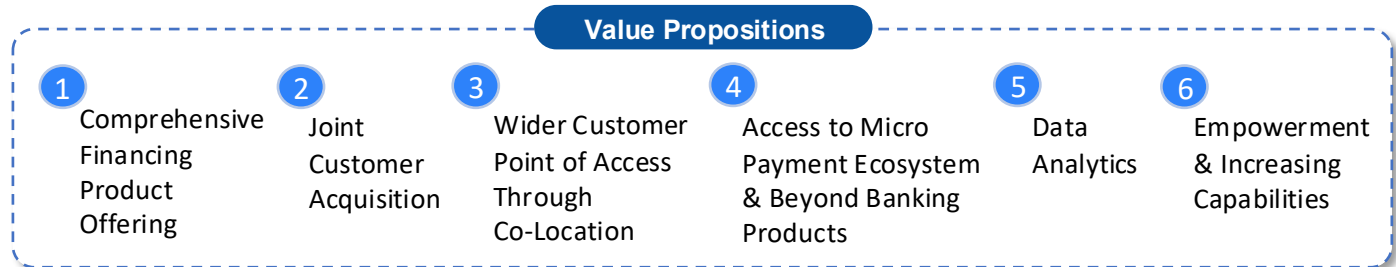 Value Propositions
1
Comprehensive
Financing
Product
Offering
2
Joint
Customer
Acquisition
3
Wider Customer
Point of Access
Through
Co-Location
4
Access to Micro
Payment Ecosystem
& Beyond Banking
Products
5
Data
Analytics
6
Empowerment
& Increasing
Capabilities